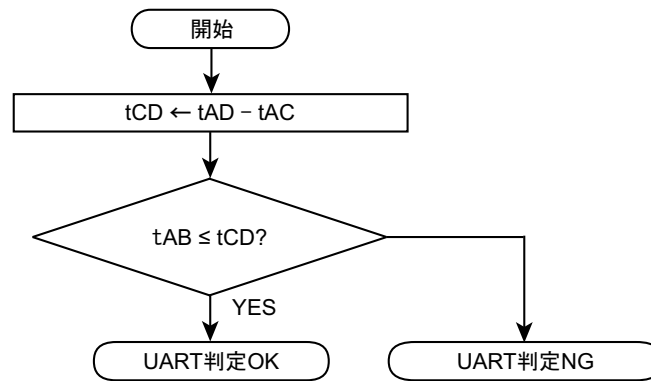 開始
tCD ← tAD − tAC
tAB ≤ tCD?
YES
UART判定OK
UART判定NG